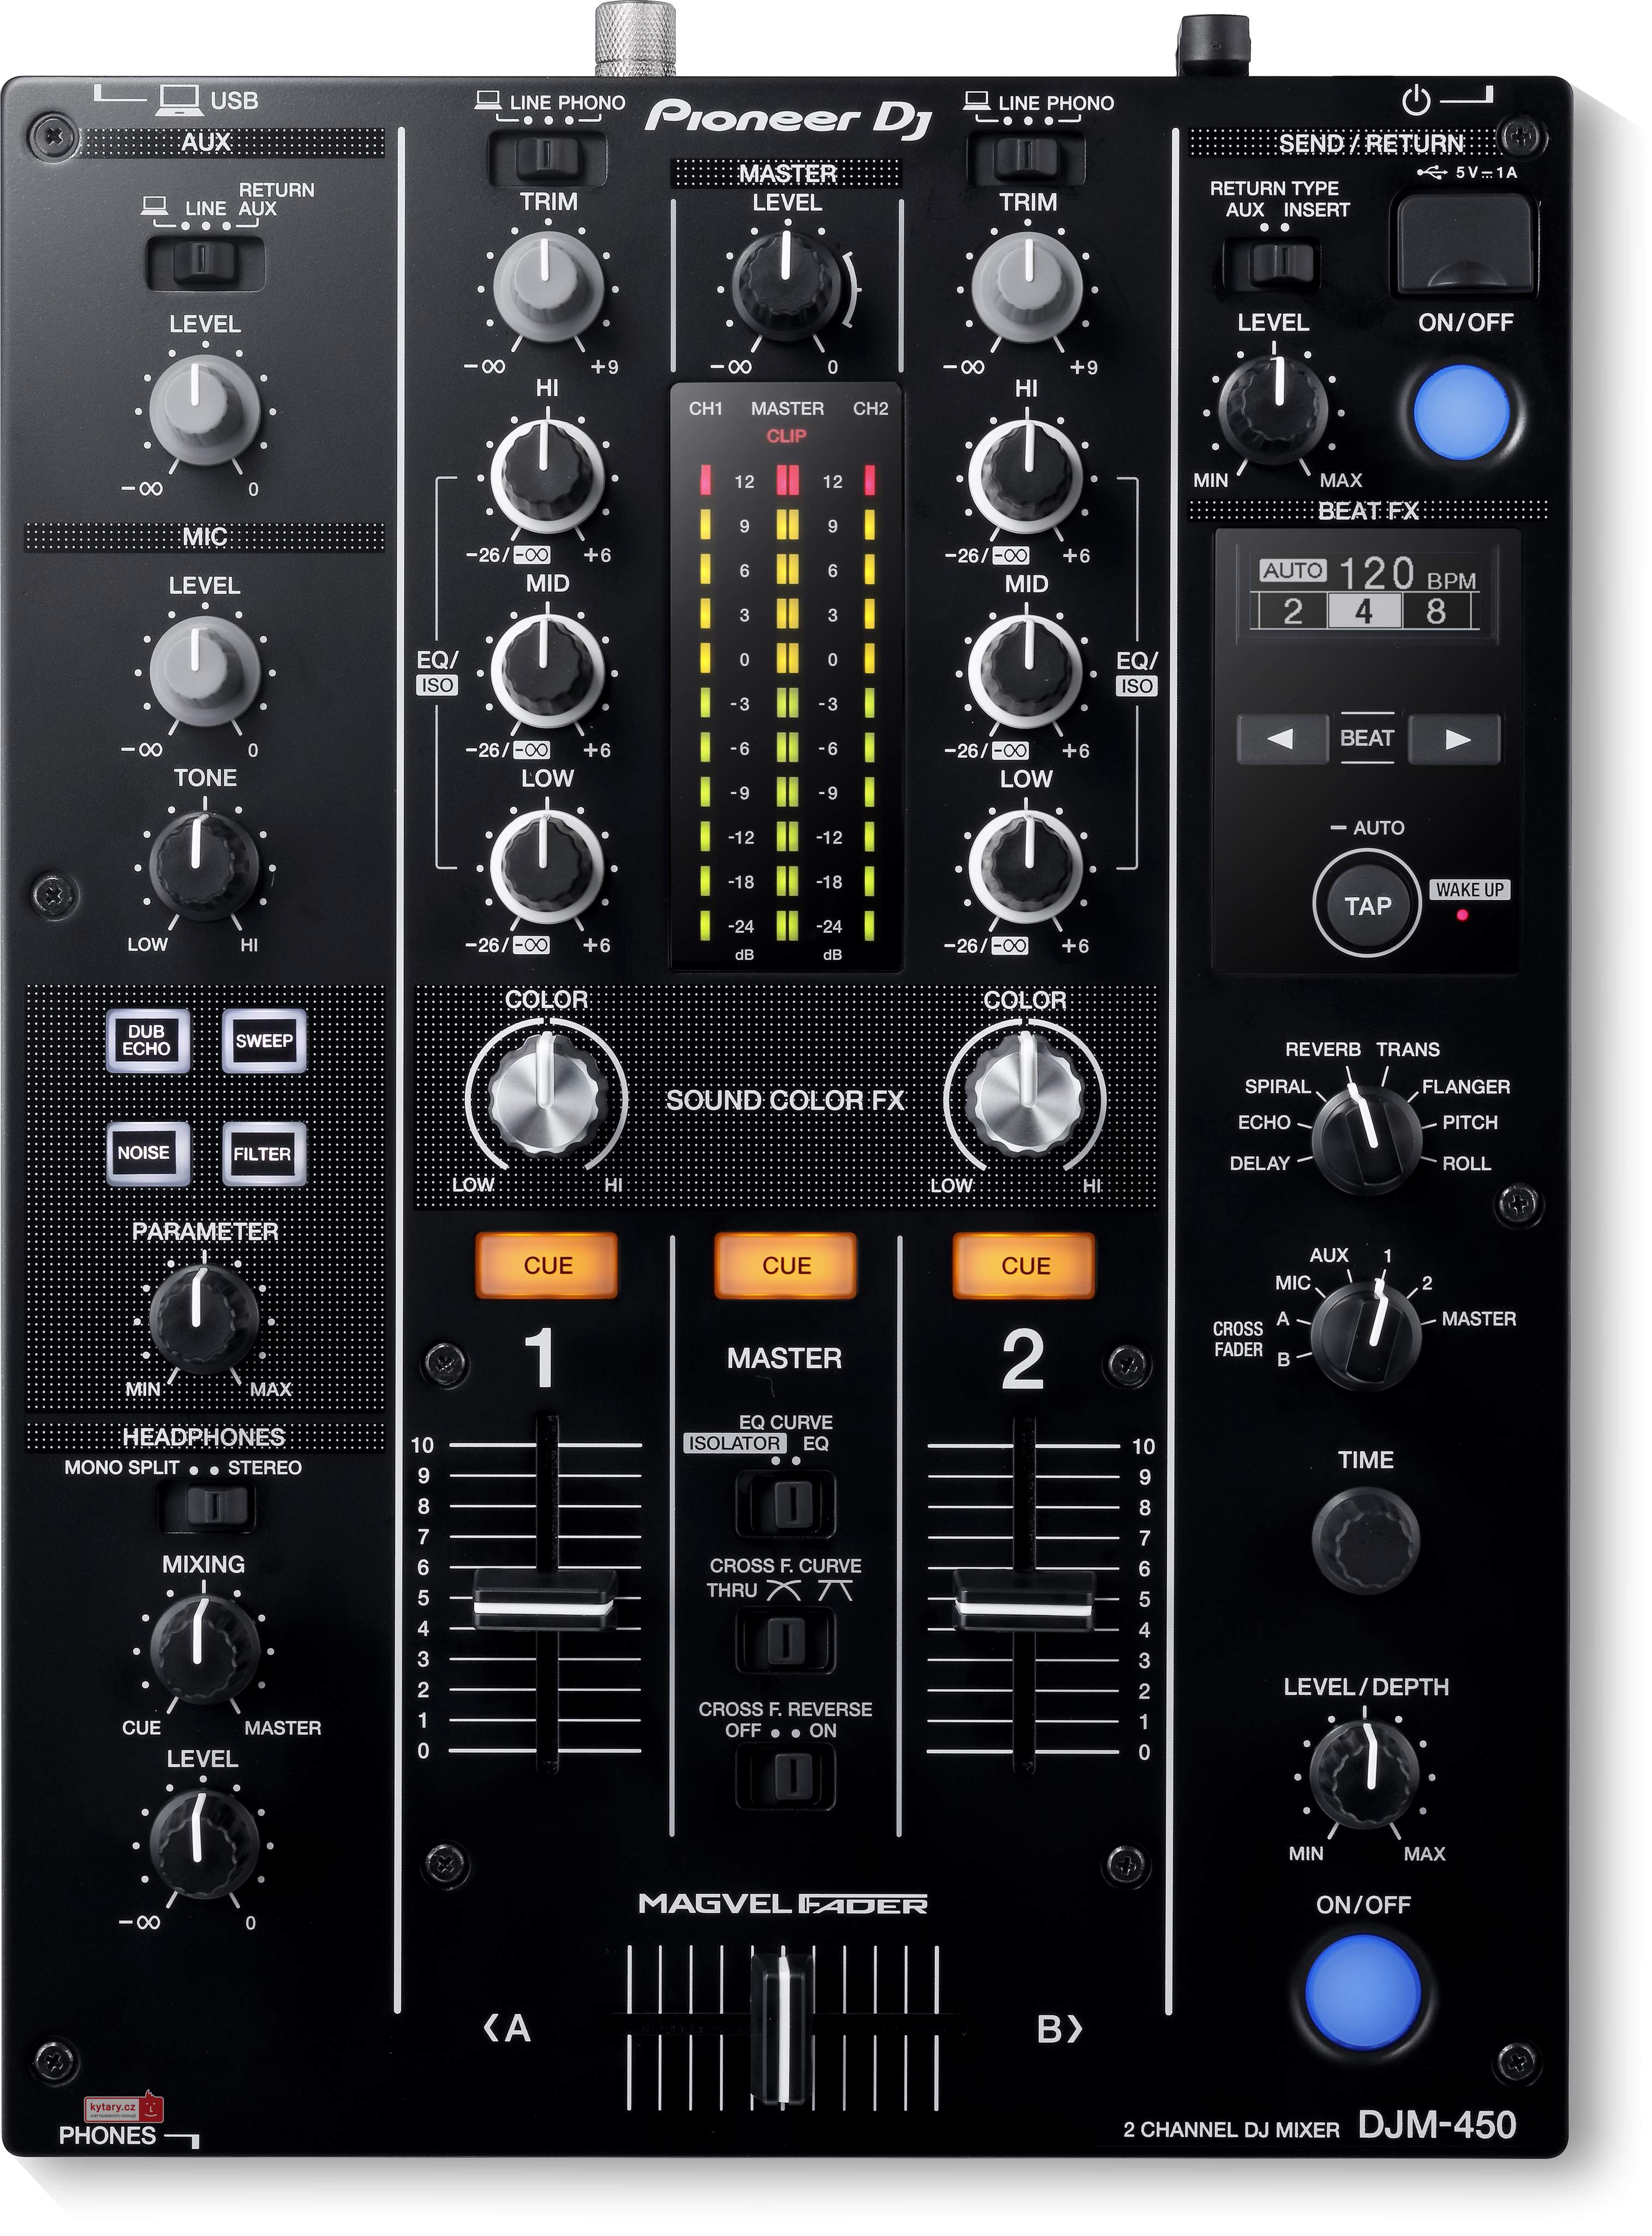 USB
AUX
RETURN
LINE AUX
LEVEL
-∞ 0
MIC
LEVEL
-∞ 0
TONE
LOW HI
DUB
ECHO
SWEEP
NOISE
FILTER
PARAMETER
MIN MAX
HEADPHONES
MONO SPLIT STEREO
MIXING
CUE MASTER
LEVEL
-∞ 0
kytary.cz
PHONES
LINE PHONO
TRIM
-∞ +9
HI
-26/-∞ +6
MID
-26/-∞ +6
EQ/
ISO
LOW
-26/-∞ +6
COLOR
LOW HI
CUE
1
10
9
8
7
6
5
4
3
2
1
0
Pioneer Dj
MASTER
LEVEL
-∞ 0
CH1 MASTER CH2
CLIP
12 12
9 9
6 6
3 3
0 0
-3 -3
-6 -6
-9 -9
-12 -12
-18 -18
-24 -24
dB dB
SOUND COLOR FX
CUE
MASTER
EQ CURVE
ISOLATOR EQ
CROSS F. CURVE
THRU
CROSS F. REVERSE
OFF ON
MAGVEL FADER
‹A B›
LINE PHONO
TRIM
-∞ +9
HI
-26/-∞ +6
MID
-26/-∞ +6
EQ/
ISO
LOW
-26/-∞ +6
COLOR
LOW HI
CUE
2
10
9
8
7
6
5
4
3
2
1
0
SEND / RETURN
5V⎓1A
RETURN TYPE
AUX INSERT
LEVEL
MIN MAX
ON/OFF
BEAT FX
AUTO 120 BPM
2 4 8
◀ BEAT ▶
AUTO
TAP
WAKE UP
REVERB TRANS
SPIRAL FLANGER
ECHO PITCH
DELAY ROLL
AUX 1
MIC 2
A MASTER
CROSS
FADER
B
TIME
LEVEL/DEPTH
MIN MAX
ON/OFF
2 CHANNEL DJ MIXER DJM-450